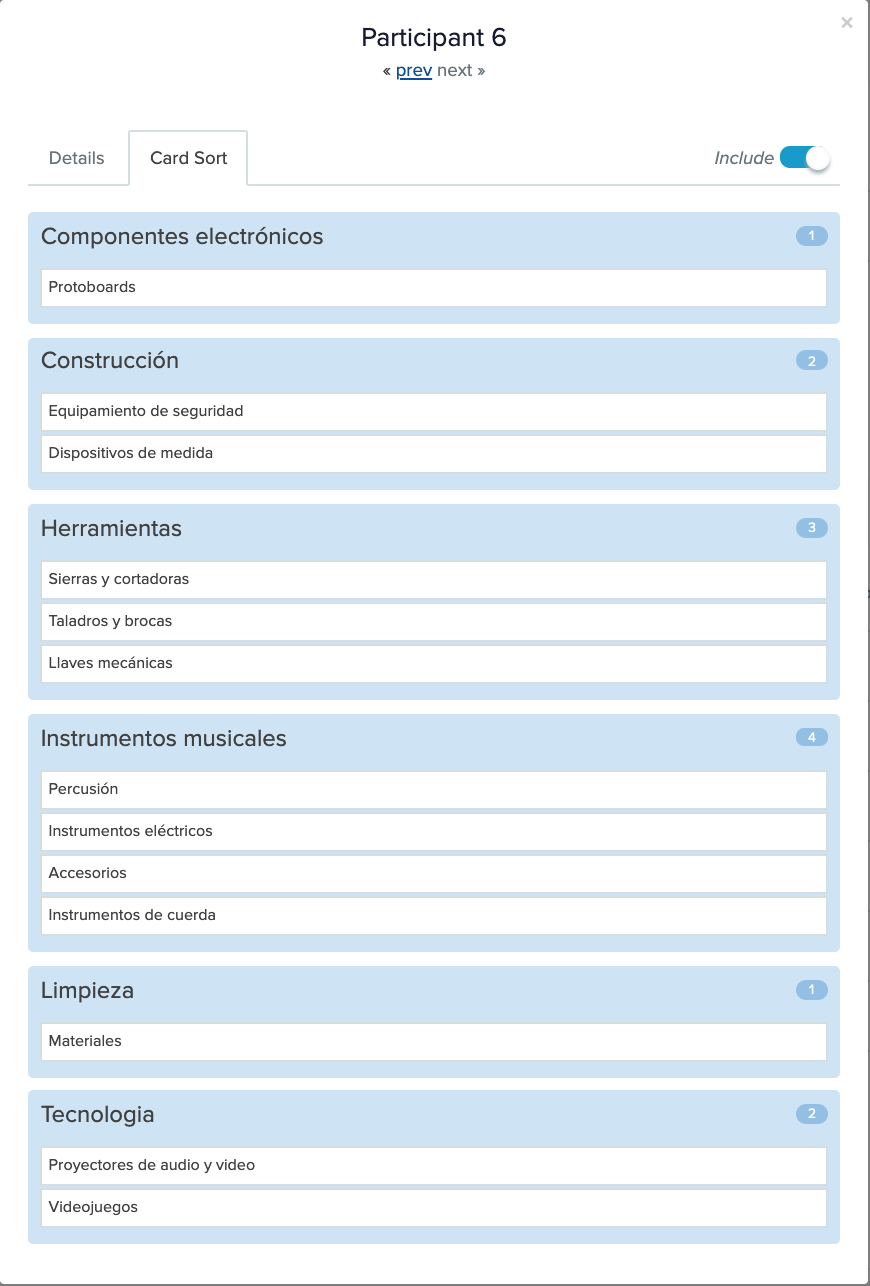 ×
Participant 6
« prev next »
Details
Card Sort
Include
Componentes electrónicos
1
Protoboards
Construcción
2
Equipamiento de seguridad
Dispositivos de medida
Herramientas
3
Sierras y cortadoras
Taladros y brocas
Llaves mecánicas
Instrumentos musicales
4
Percusión
Instrumentos eléctricos
Accesorios
Instrumentos de cuerda
Limpieza
1
Materiales
Tecnologia
2
Proyectores de audio y video
Videojuegos